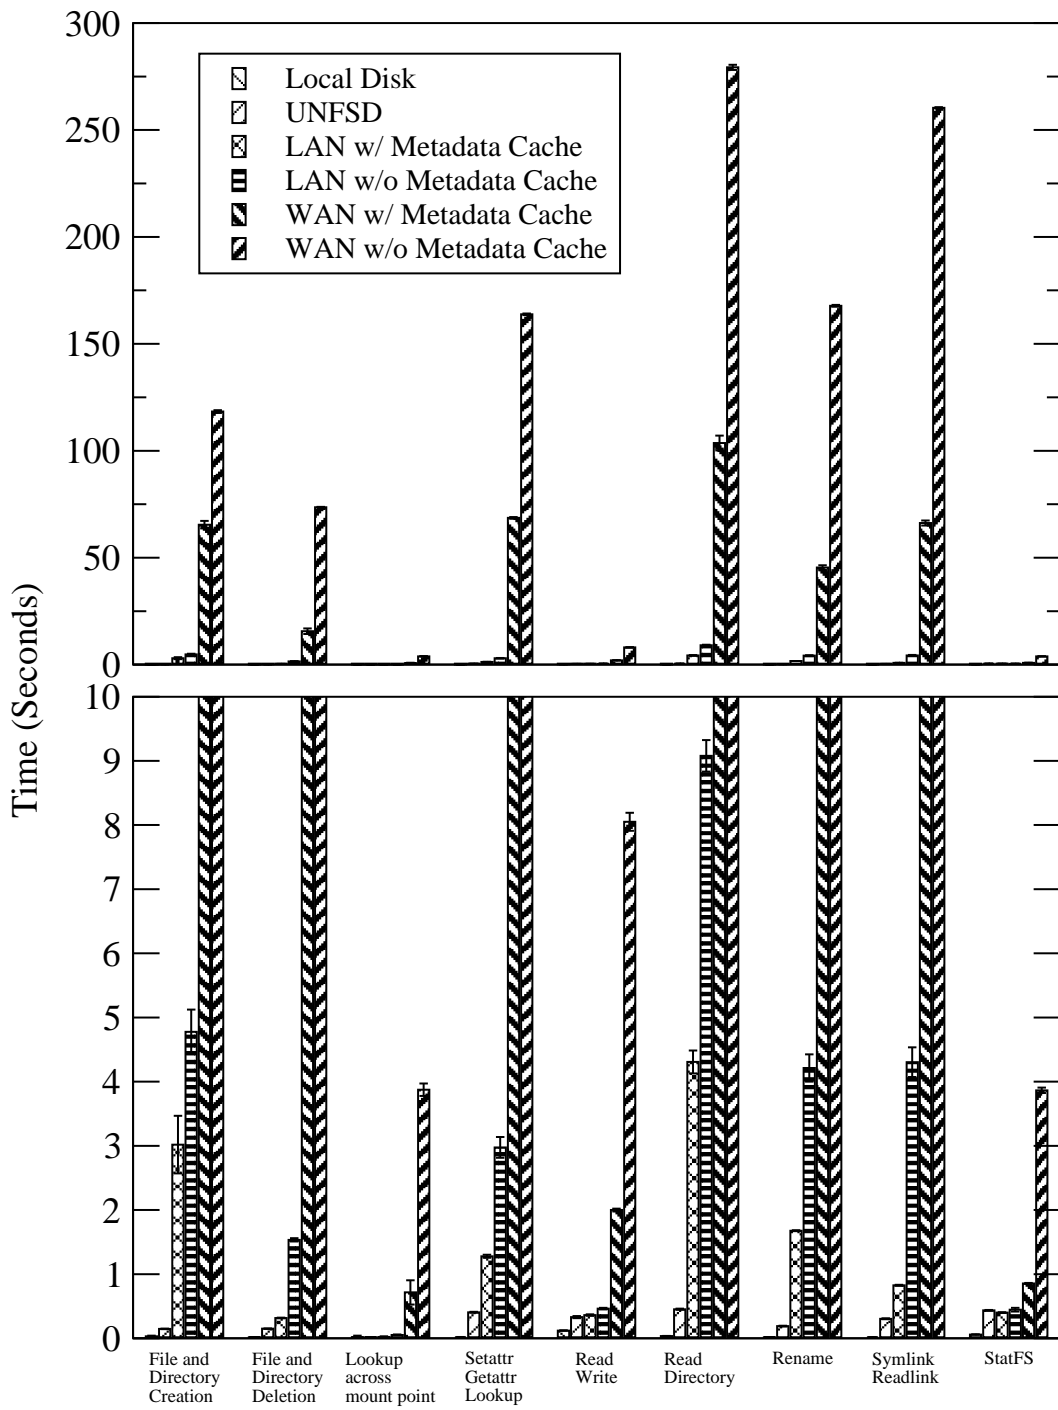 300
250
200
150
100
50
0
Local Disk
UNFSD
LAN w/ Metadata Cache
LAN w/o Metadata Cache
WAN w/ Metadata Cache
WAN w/o Metadata Cache
Time (Seconds)
10
9
8
7
6
5
4
3
2
1
0
File and
Directory
Creation
File and
Directory
Deletion
Lookup
across
mount point
Setattr
Getattr
Lookup
Read
Write
Read
Directory
Rename
Symlink
Readlink
StatFS